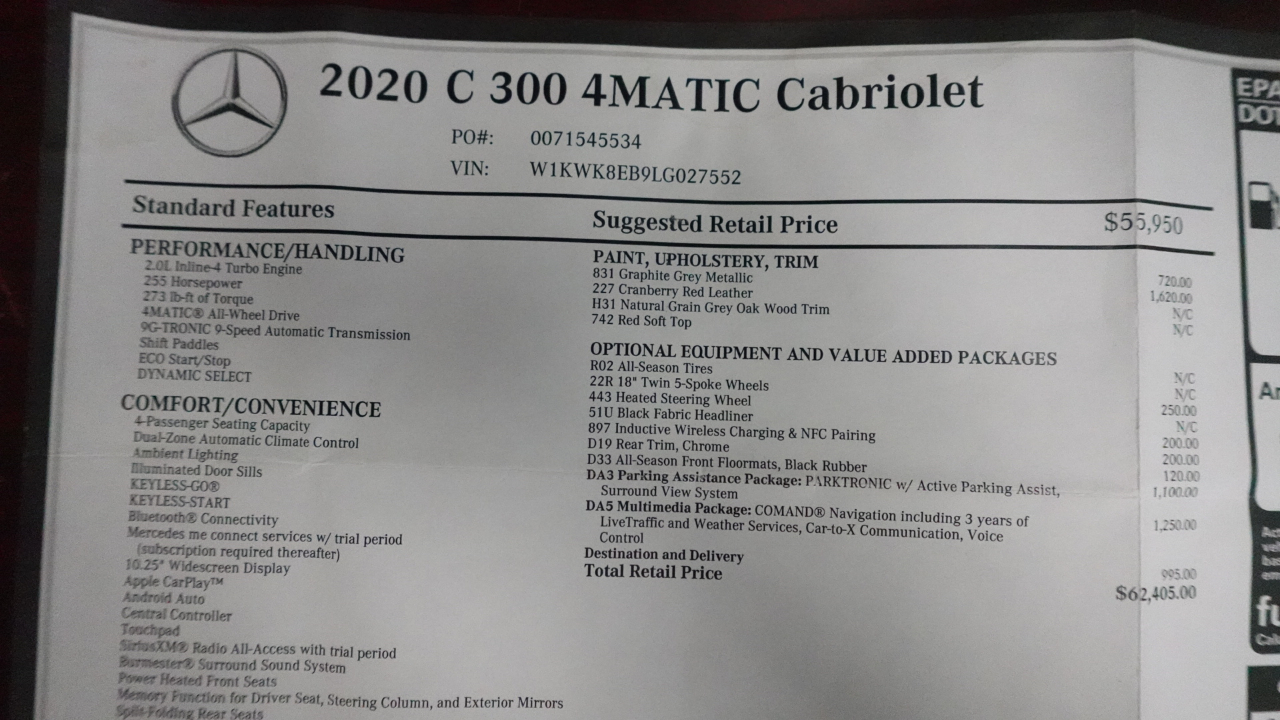 2020 C 300 4MATIC Cabriolet
PO#: 0071545534
VIN: W1KWK8EB9LG027552
Standard Features
PERFORMANCE/HANDLING
2.0L Inline-4 Turbo Engine
255 Horsepower
273 lb-ft of Torque
4MATIC® All-Wheel Drive
9G-TRONIC 9-Speed Automatic Transmission
Shift Paddles
ECO Start/Stop
DYNAMIC SELECT
COMFORT/CONVENIENCE
4-Passenger Seating Capacity
Dual-Zone Automatic Climate Control
Ambient Lighting
Illuminated Door Sills
KEYLESS-GO®
KEYLESS-START
Bluetooth® Connectivity
Mercedes me connect services w/ trial period
(subscription required thereafter)
10.25" Widescreen Display
Apple CarPlay™
Android Auto
Central Controller
Touchpad
SiriusXM® Radio All-Access with trial period
Burmester® Surround Sound System
Power Heated Front Seats
Memory Function for Driver Seat, Steering Column, and Exterior Mirrors
Split-Folding Rear Seats
Suggested Retail Price $55,950
PAINT, UPHOLSTERY, TRIM
831 Graphite Grey Metallic 720.00
227 Cranberry Red Leather 1,620.00
H31 Natural Grain Grey Oak Wood Trim N/C
742 Red Soft Top N/C
OPTIONAL EQUIPMENT AND VALUE ADDED PACKAGES
R02 All-Season Tires N/C
22R 18" Twin 5-Spoke Wheels N/C
443 Heated Steering Wheel 250.00
51U Black Fabric Headliner N/C
897 Inductive Wireless Charging & NFC Pairing 200.00
D19 Rear Trim, Chrome 200.00
D33 All-Season Front Floormats, Black Rubber 120.00
DA3 Parking Assistance Package: PARKTRONIC w/ Active Parking Assist, 1,100.00
Surround View System
DA5 Multimedia Package: COMAND® Navigation including 3 years of 1,250.00
LiveTraffic and Weather Services, Car-to-X Communication, Voice
Control
Destination and Delivery 995.00
Total Retail Price $62,405.00
EPA
DOT